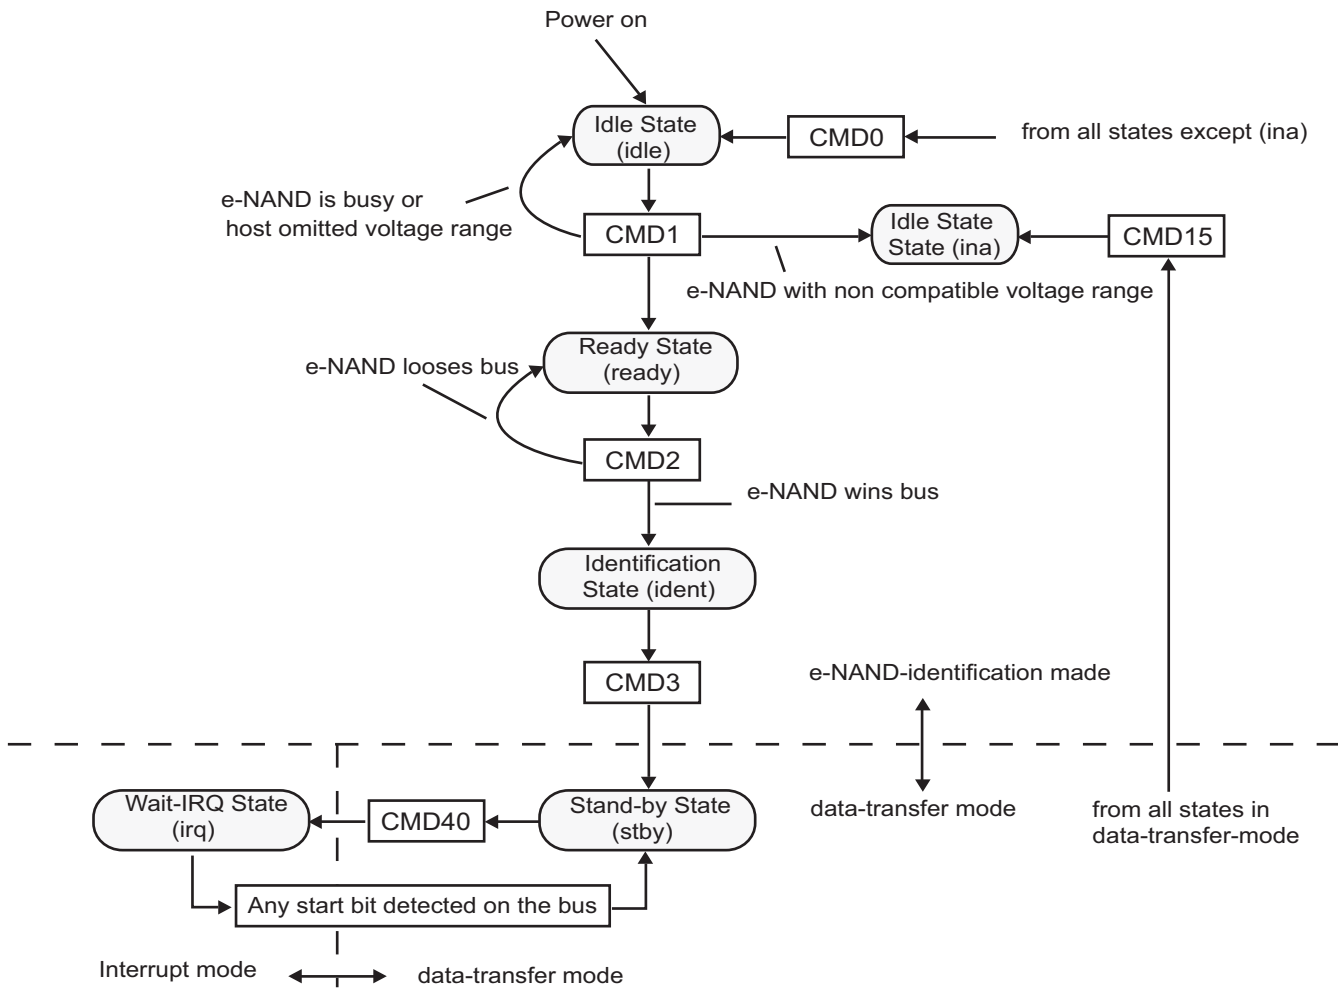 Power on
Idle State
(idle)
CMD0
from all states except (ina)
e-NAND is busy or
host omitted voltage range
CMD1
Idle State
State (ina)
CMD15
e-NAND with non compatible voltage range
Ready State
(ready)
e-NAND looses bus
CMD2
e-NAND wins bus
Identification
State (ident)
CMD3
e-NAND-identification made
Wait-IRQ State
(irq)
CMD40
Stand-by State
(stby)
data-transfer mode
from all states in
data-transfer-mode
Any start bit detected on the bus
Interrupt mode
data-transfer mode